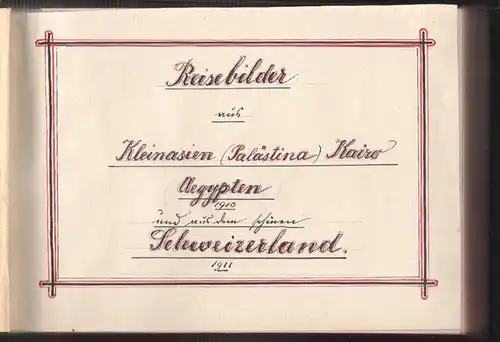 Reisebilder
aus
Kleinasien (Palästina) Kairo
Aegypten
1910
und aus dem schönen
Schweizerland.
1911